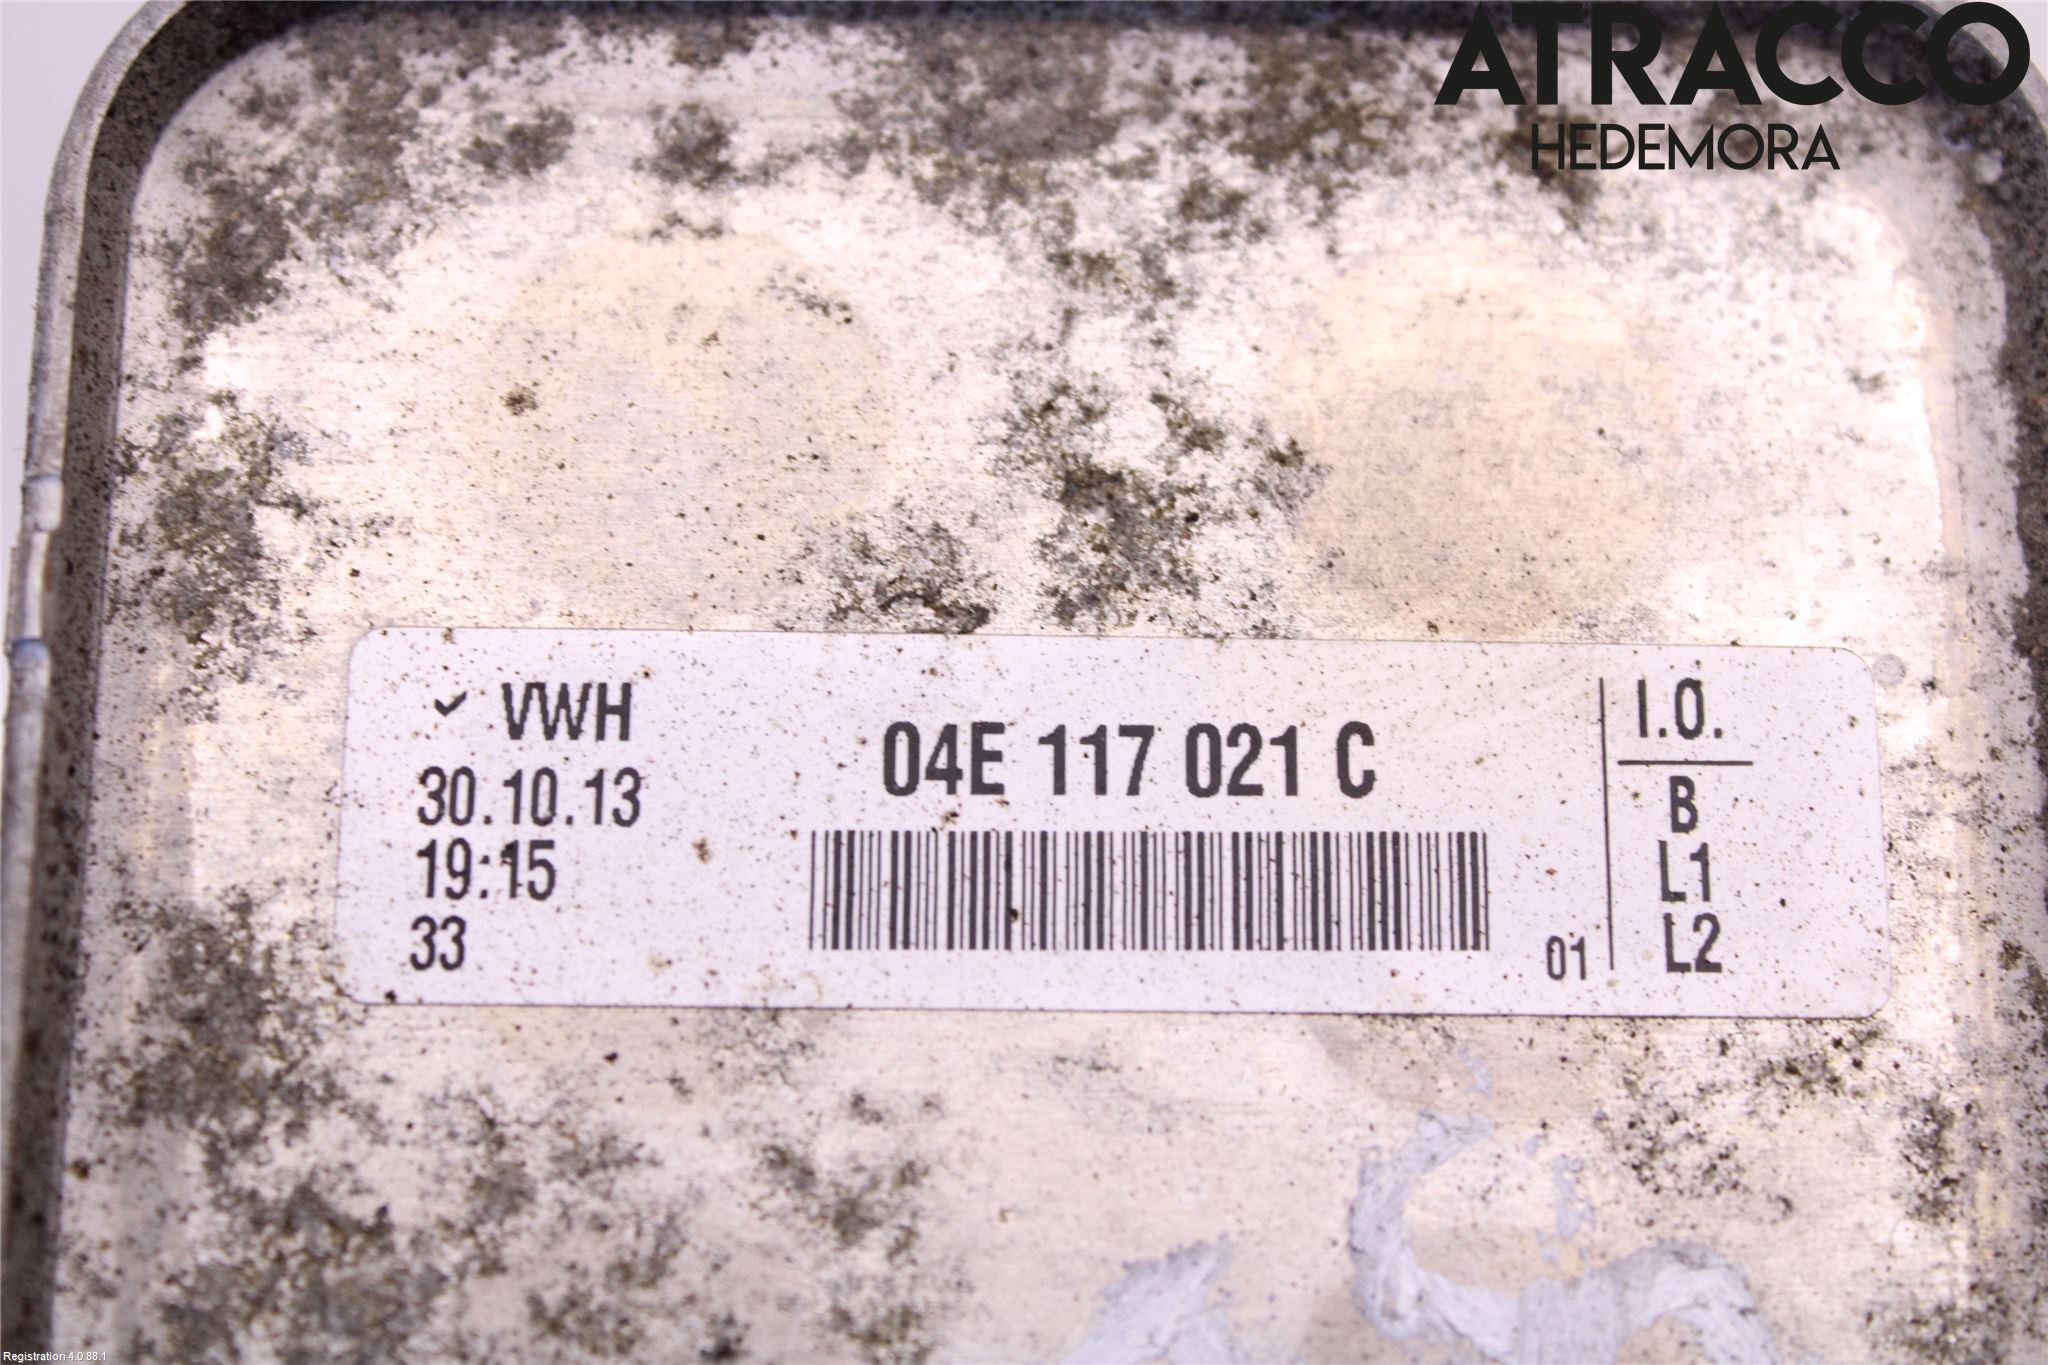 ATRACCO
HEDEMORA
VWH
30.10.13
19:15
33
04E 117 021 C
01
I.O.
B
L1
L2
Registration 4.0.88.1